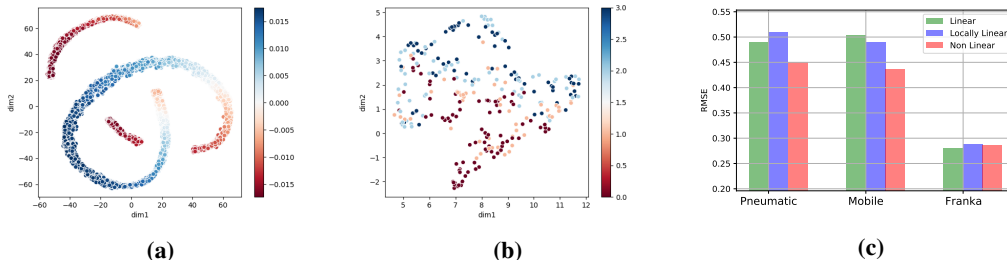 60
40
20
0
−20
−40
−60
dim2
−60 −40 −20 0 20 40 60
dim1
0.015
0.010
0.005
0.000
−0.005
−0.010
−0.015
(a)
5
4
3
2
1
0
−1
−2
dim2
5 6 7 8 9 10 11 12
dim1
3.0
2.5
2.0
1.5
1.0
0.5
0.0
(b)
0.55
0.50
0.45
0.40
0.35
0.30
0.25
0.20
RMSE
Linear
Locally Linear
Non Linear
Pneumatic Mobile Franka
(c)